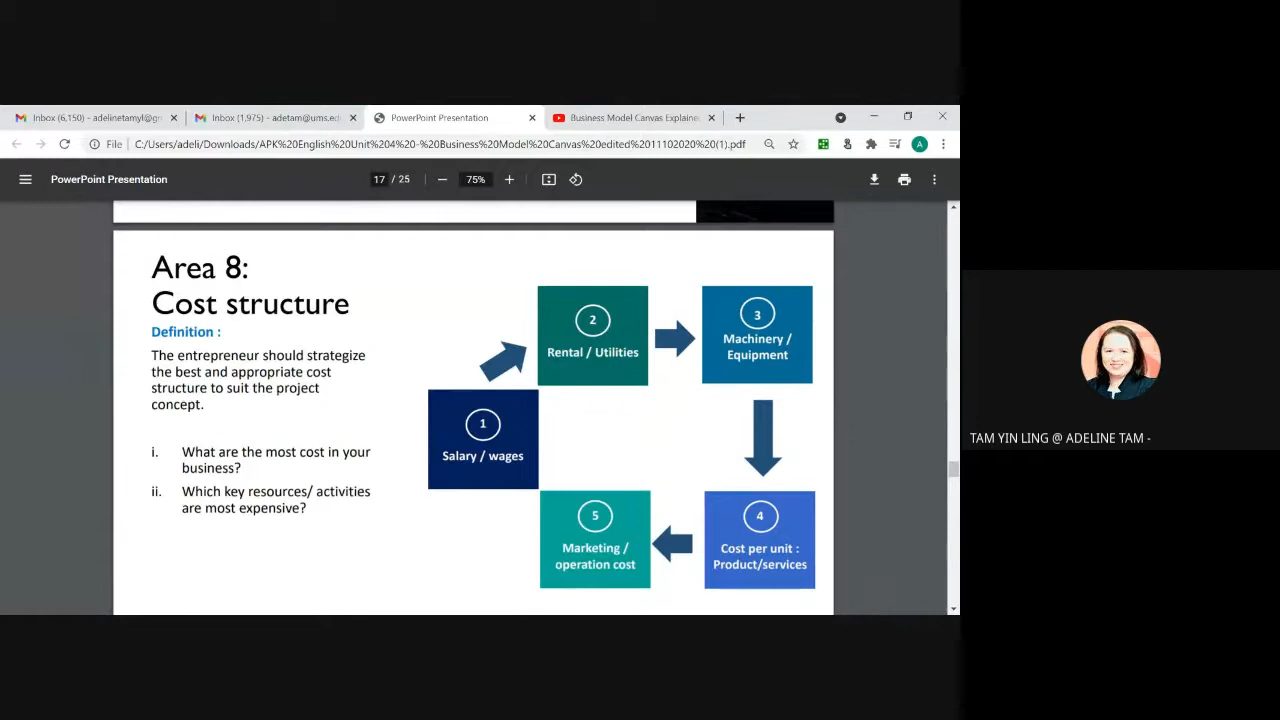 Inbox (6,150) - adelinetamyl@gr
Inbox (1,975) - adetam@ums.ed
PowerPoint Presentation
Business Model Canvas Explaine
File
C:/Users/adeli/Downloads/APK%20English%20Unit%204%20-%20Business%20Model%20Canvas%20edited%2011102020%20(1).pdf
A
PowerPoint Presentation
17 / 25
75%
Area 8:
Cost structure
Definition :
The entrepreneur should strategize
the best and appropriate cost
structure to suit the project
concept.
i. What are the most cost in your
business?
ii. Which key resources/ activities
are most expensive?
1
Salary / wages
2
Rental / Utilities
3
Machinery /
Equipment
4
Cost per unit :
Product/services
5
Marketing /
operation cost
TAM YIN LING @ ADELINE TAM -